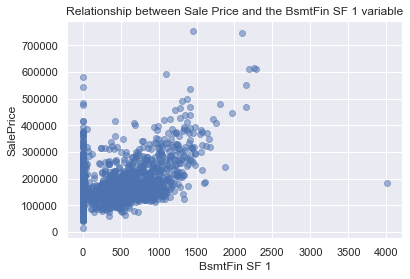 Relationship between Sale Price and the BsmtFin SF 1 variable
700000
600000
500000
400000
300000
200000
100000
0
SalePrice
0 500 1000 1500 2000 2500 3000 3500 4000
BsmtFin SF 1